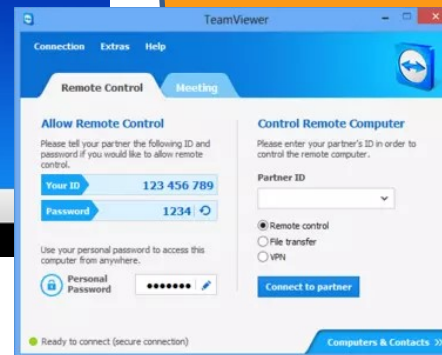 TeamViewer
Connection Extras Help
Remote Control
Meeting
Allow Remote Control
Please tell your partner the following ID and
password if you would like to allow remote
control.
Your ID
123 456 789
Password
1234
Use your personal password to access this
computer from anywhere.
Personal
Password
Control Remote Computer
Please enter your partner's ID in order to
control the remote computer.
Partner ID
Remote control
File transfer
VPN
Connect to partner
Ready to connect (secure connection)
Computers & Contacts